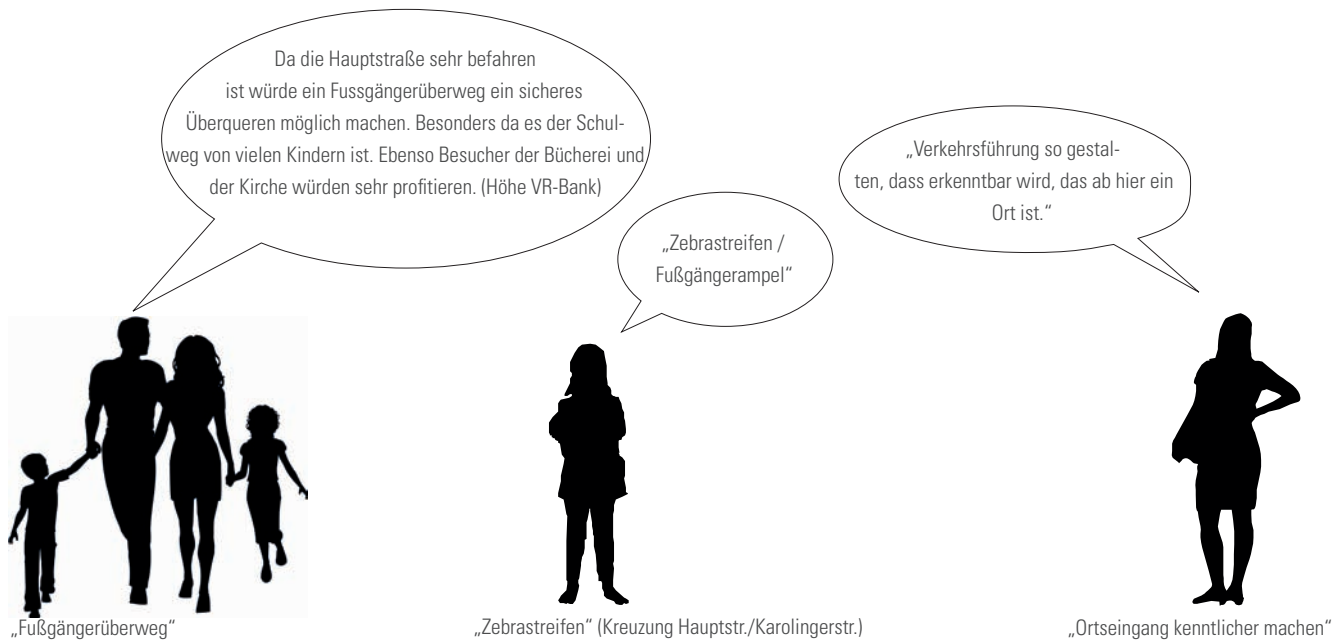 Da die Hauptstraße sehr befahren
ist würde ein Fussgängerüberweg ein sicheres
Überqueren möglich machen. Besonders da es der Schul-
weg von vielen Kindern ist. Ebenso Besucher der Bücherei und
der Kirche würden sehr profitieren. (Höhe VR-Bank)
„Zebrastreifen /
Fußgängerampel“
„Verkehrsführung so gestal-
ten, dass erkenntbar wird, das ab hier ein
Ort ist.“
„Fußgängerüberweg“
„Zebrastreifen“ (Kreuzung Hauptstr./Karolingerstr.)
„Ortseingang kenntlicher machen“